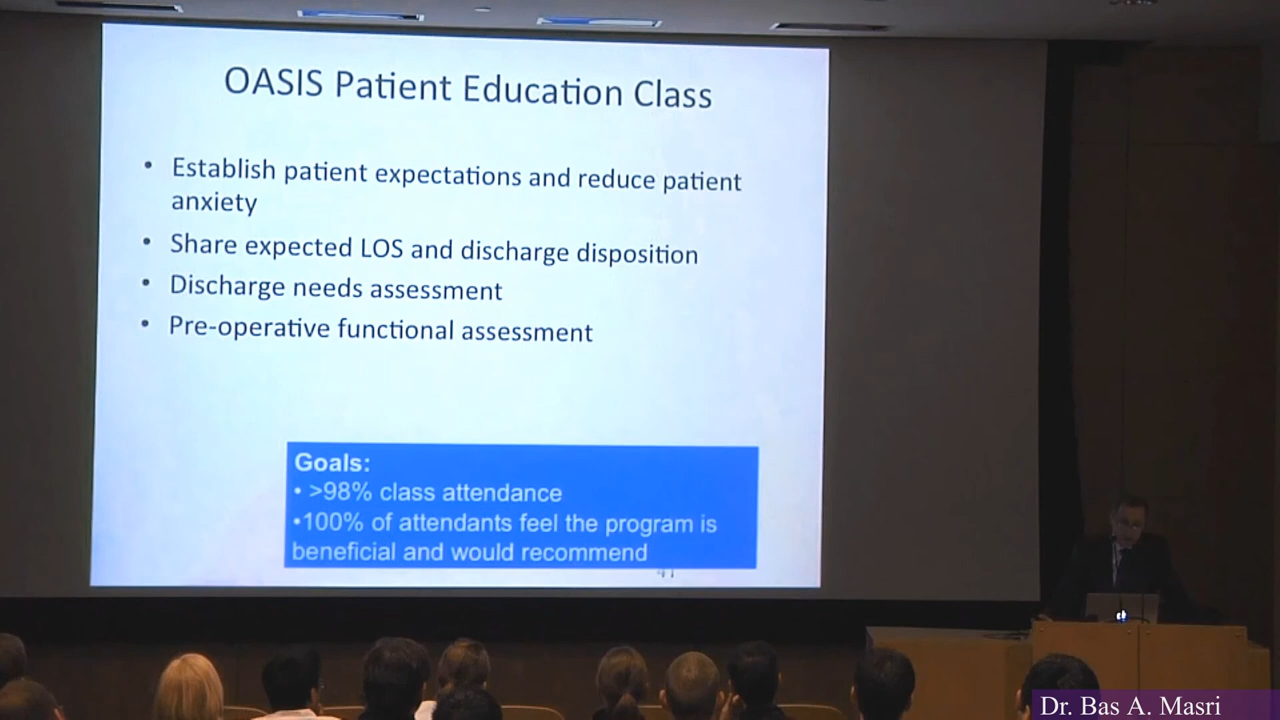 OASIS Patient Education Class
• Establish patient expectations and reduce patient
anxiety
• Share expected LOS and discharge disposition
• Discharge needs assessment
• Pre-operative functional assessment
Goals:
• >98% class attendance
•100% of attendants feel the program is
beneficial and would recommend
Dr. Bas A. Masri